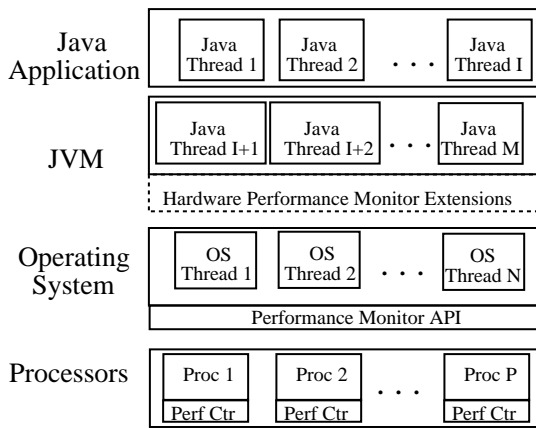 Java
Application
Java
Thread 1
Java
Thread 2
. . .
Java
Thread I
JVM
Java
Thread I+1
Java
Thread I+2
. . .
Java
Thread M
Hardware Performance Monitor Extensions
Operating
System
OS
Thread 1
OS
Thread 2
. . .
OS
Thread N
Performance Monitor API
Processors
Proc 1
Perf Ctr
Proc 2
Perf Ctr
. . .
Proc P
Perf Ctr